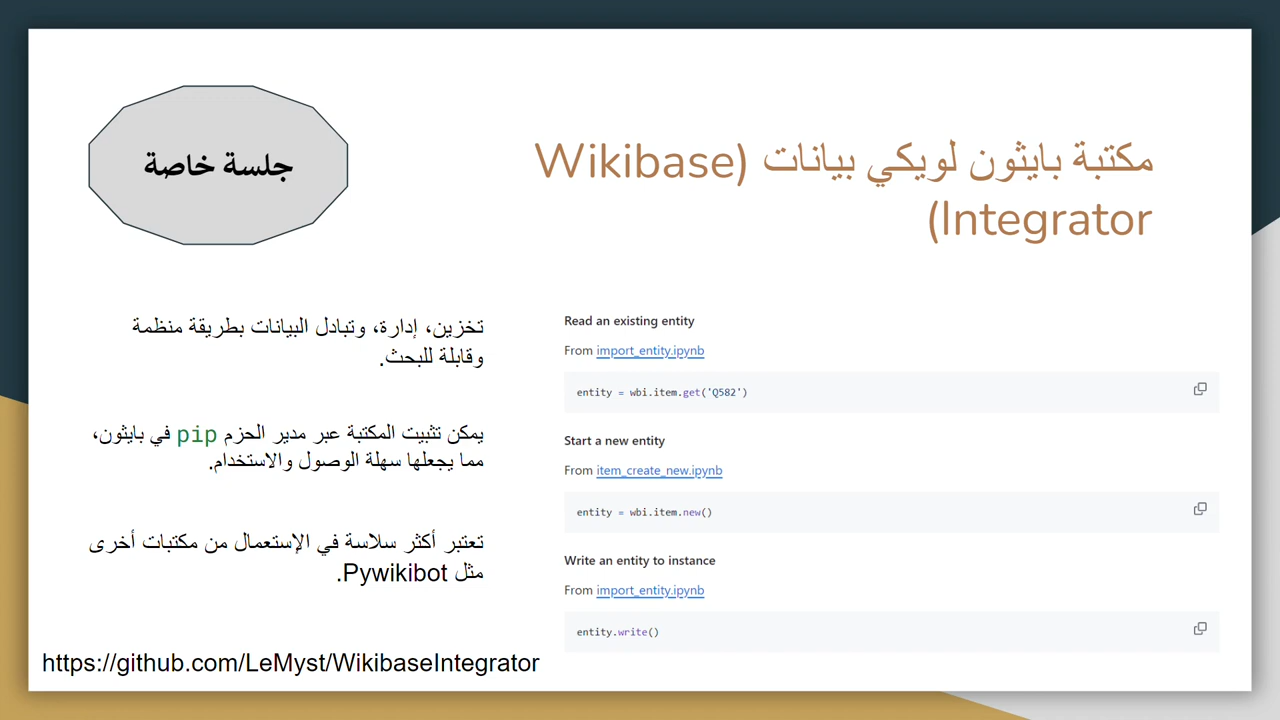 جلسة خاصة
مكتبة بايثون لويكي بيانات (Wikibase
Integrator)
تخزين، إدارة، وتبادل البيانات بطريقة منظمة
وقابلة للبحث.
يمكن تثبيت المكتبة عبر مدير الحزم pip في بايثون،
مما يجعلها سهلة الوصول والاستخدام.
تعتبر أكثر سلاسة في الإستعمال من مكتبات أخرى
مثل Pywikibot.
https://github.com/LeMyst/WikibaseIntegrator
Read an existing entity
From import_entity.ipynb
entity = wbi.item.get('Q582')
Start a new entity
From item_create_new.ipynb
entity = wbi.item.new()
Write an entity to instance
From import_entity.ipynb
entity.write()